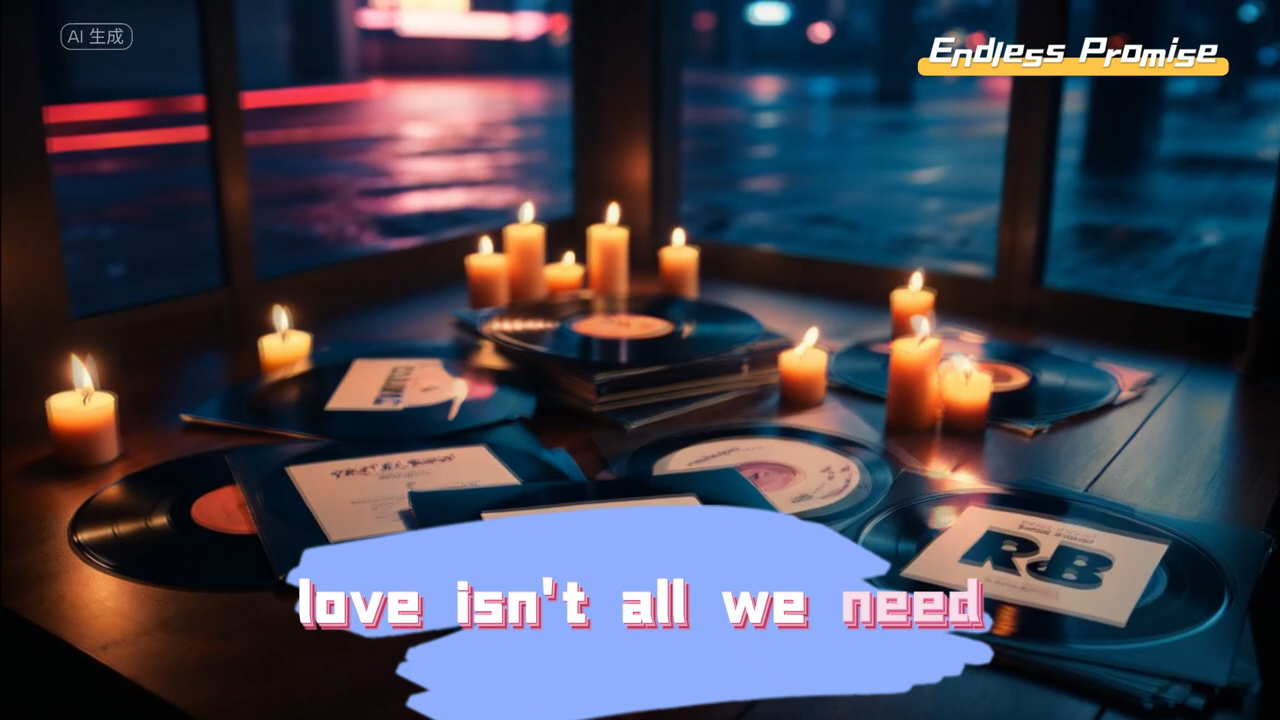 AI 生成
Endless Promise
RB
love isn't all we need